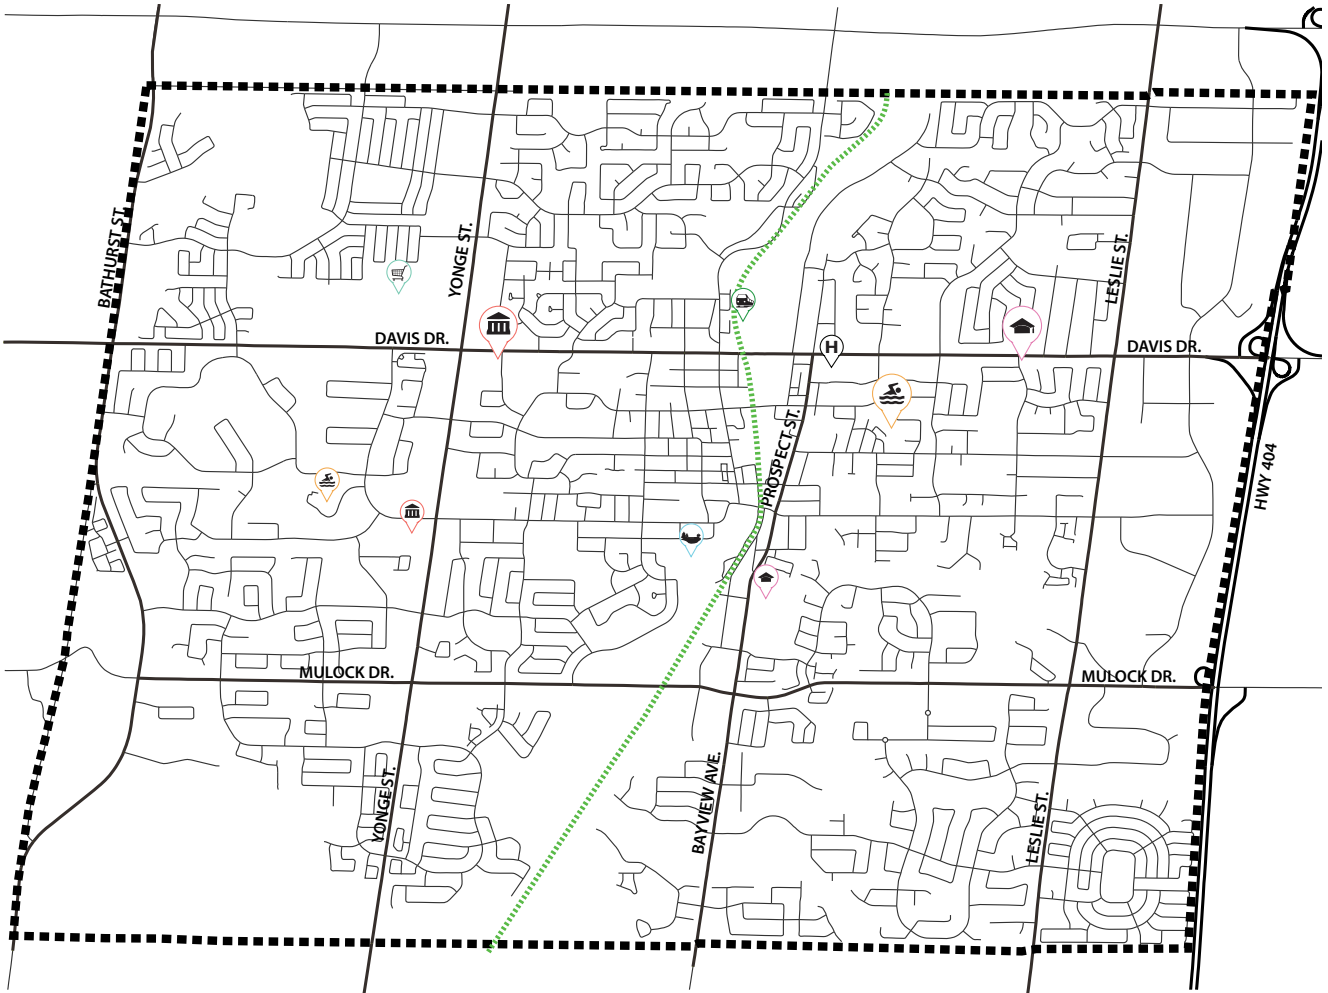 BATHURST ST.
YONGE ST.
LESLIE ST.
DAVIS DR.
H
DAVIS DR.
PROSPECT ST.
HWY 404
MULOCK DR.
MULOCK DR.
YONGE ST.
BAYVIEW AVE.
LESLIE ST.